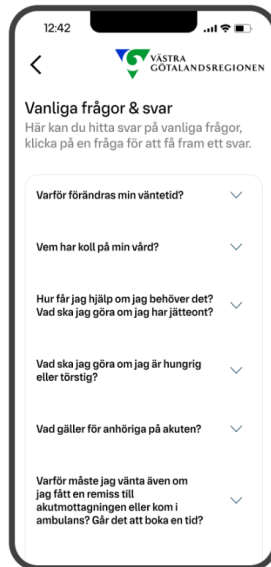 12:42
VÄSTRA
GÖTALANDSREGIONEN
Vanliga frågor & svar
Här kan du hitta svar på vanliga frågor,
klicka på en fråga för att få fram ett svar.
Varför förändras min väntetid?
Vem har koll på min vård?
Hur får jag hjälp om jag behöver det?
Vad ska jag göra om jag har jätteont?
Vad ska jag göra om jag är hungrig
eller törstig?
Vad gäller för anhöriga på akuten?
Varför måste jag vänta även om
jag fått en remiss till
akutmottagningen eller kom i
ambulans? Går det att boka en tid?